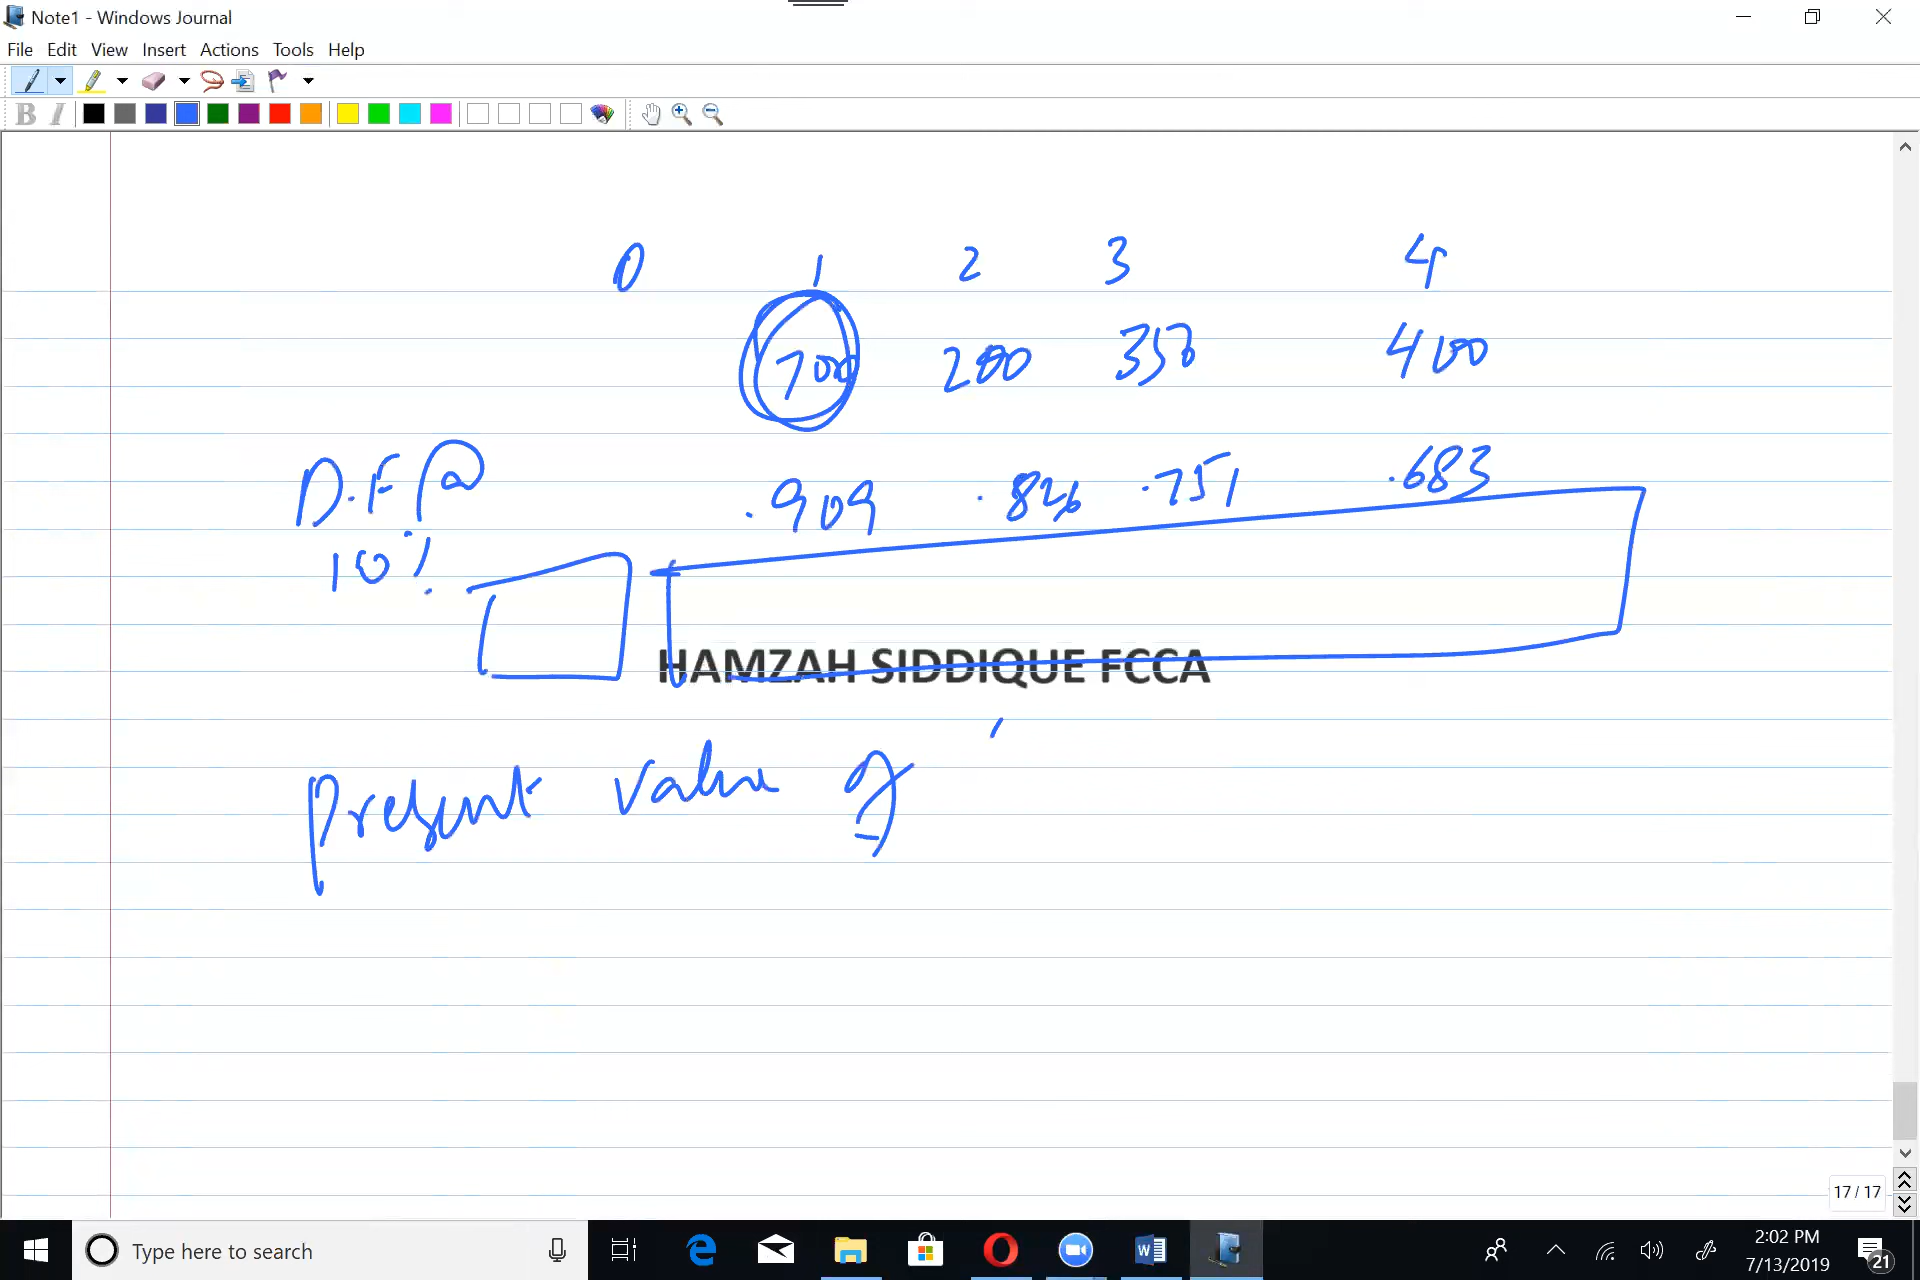 Note1 - Windows Journal
File Edit View Insert Actions Tools Help
B I
0 1 2 3 4
700 200 350 400
D.F @ .909 .826 .751 .683
10%
HAMZAH SIDDIQUE FCCA
Present value of
17 / 17
Type here to search
2:02 PM
7/13/2019
21